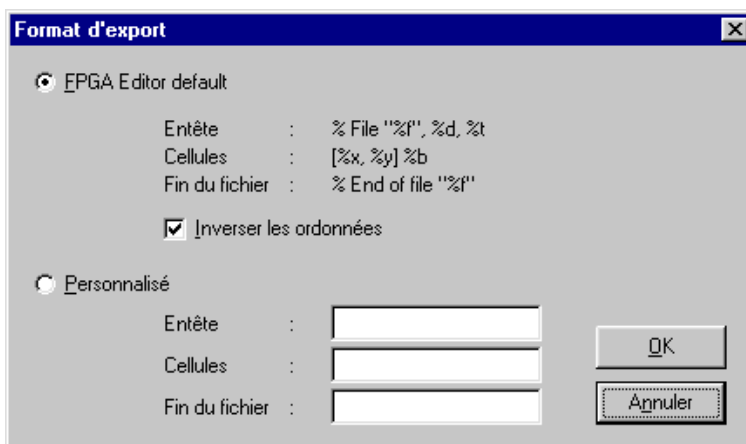 Format d'export
FPGA Editor default
Entête : % File "%f", %d, %t
Cellules : [%x, %y] %b
Fin du fichier : % End of file "%f"
Inverser les ordonnées
Personnalisé
Entête :
Cellules :
Fin du fichier :
OK
Annuler